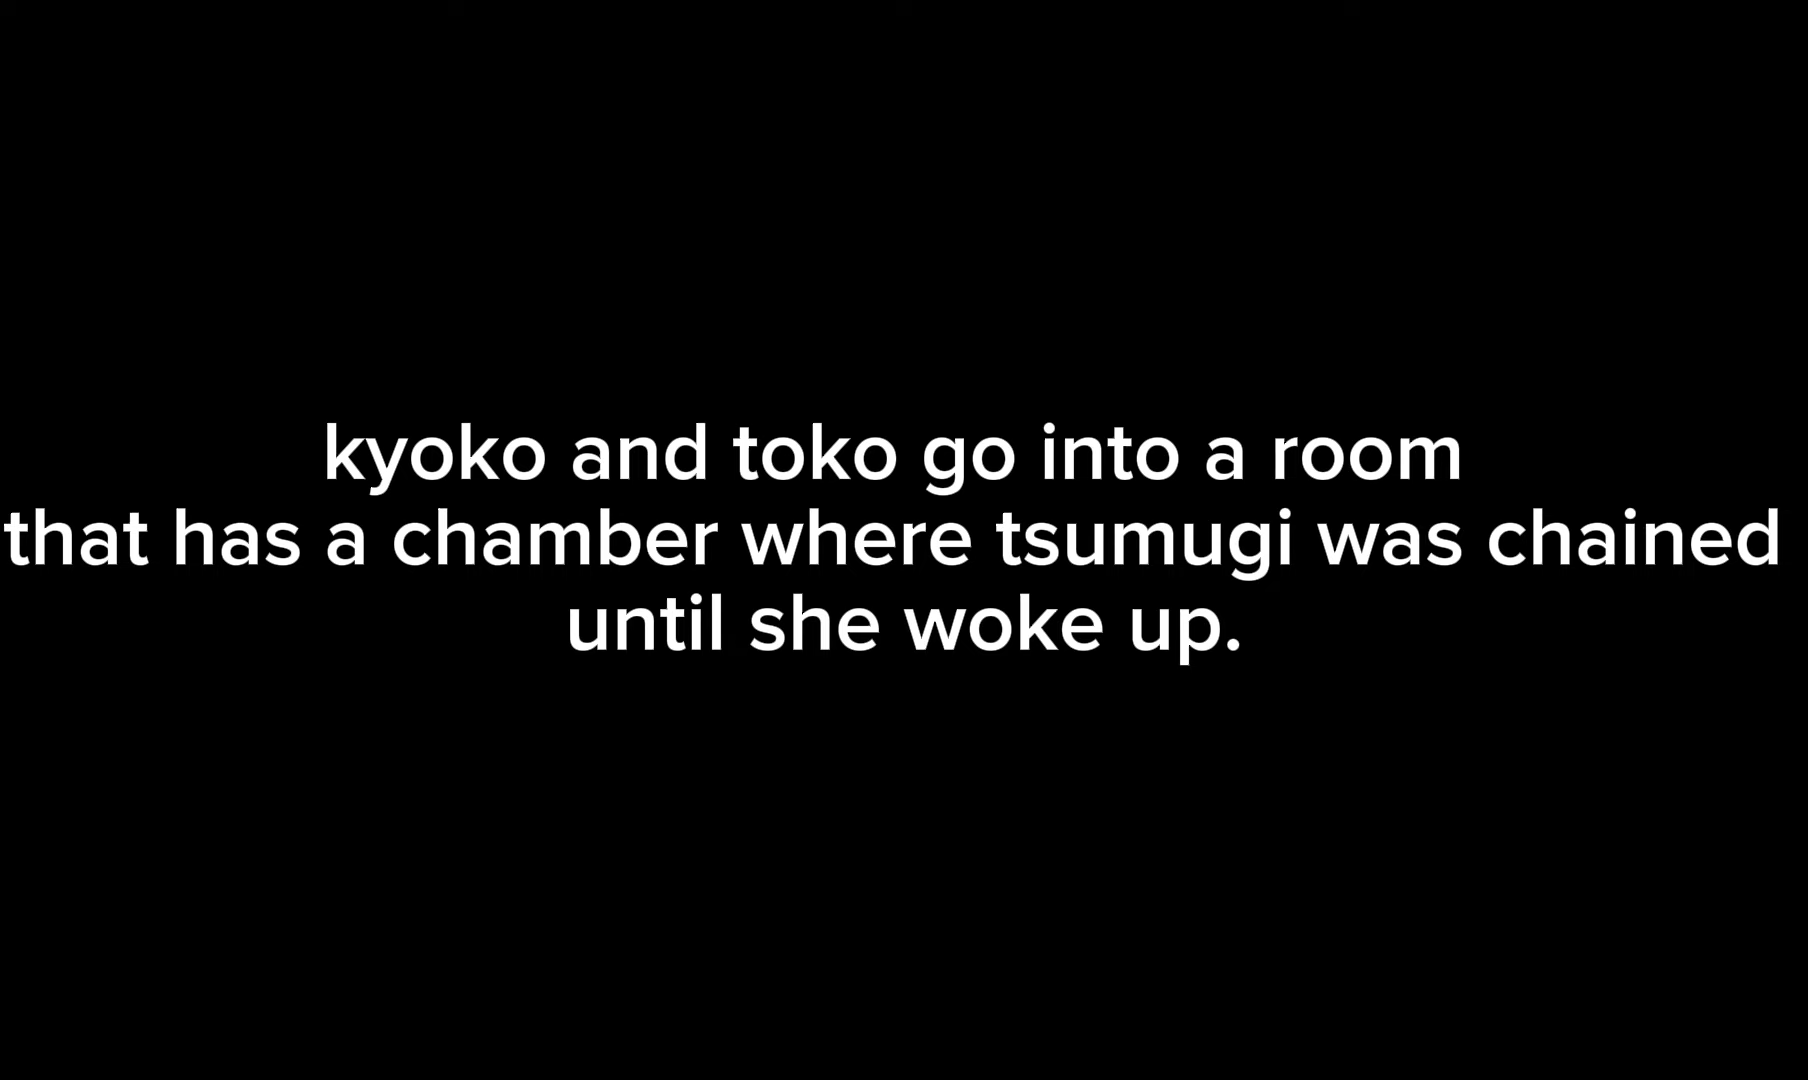 kyoko and toko go into a room
that has a chamber where tsumugi was chained
until she woke up.